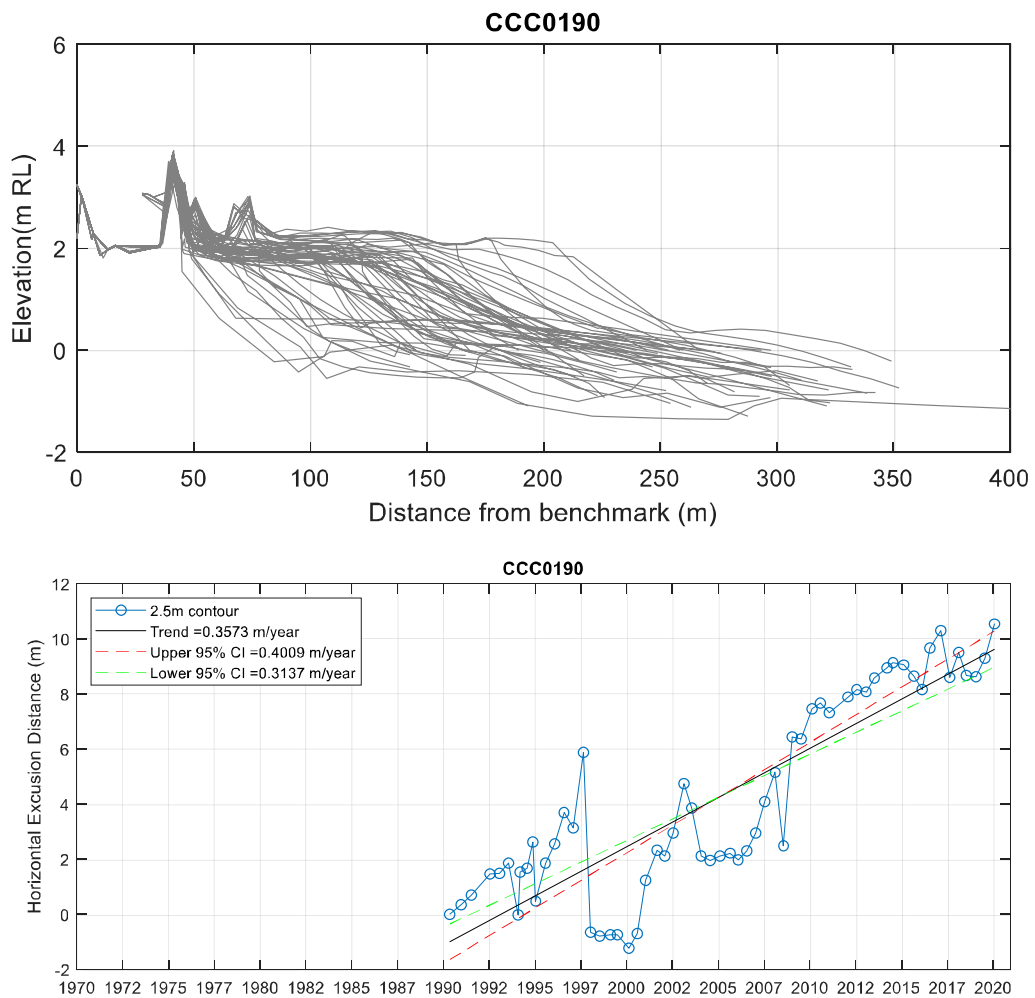 CCC0190
6
4
2
0
-2
Elevation(m RL)
0 50 100 150 200 250 300 350 400
Distance from benchmark (m)
CCC0190
12
10
8
6
4
2
0
-2
Horizontal Excusion Distance (m)
2.5m contour
Trend =0.3573 m/year
Upper 95% CI =0.4009 m/year
Lower 95% CI =0.3137 m/year
1970 1972 1975 1977 1980 1982 1985 1987 1990 1992 1995 1997 2000 2002 2005 2007 2010 2012 2015 2017 2020